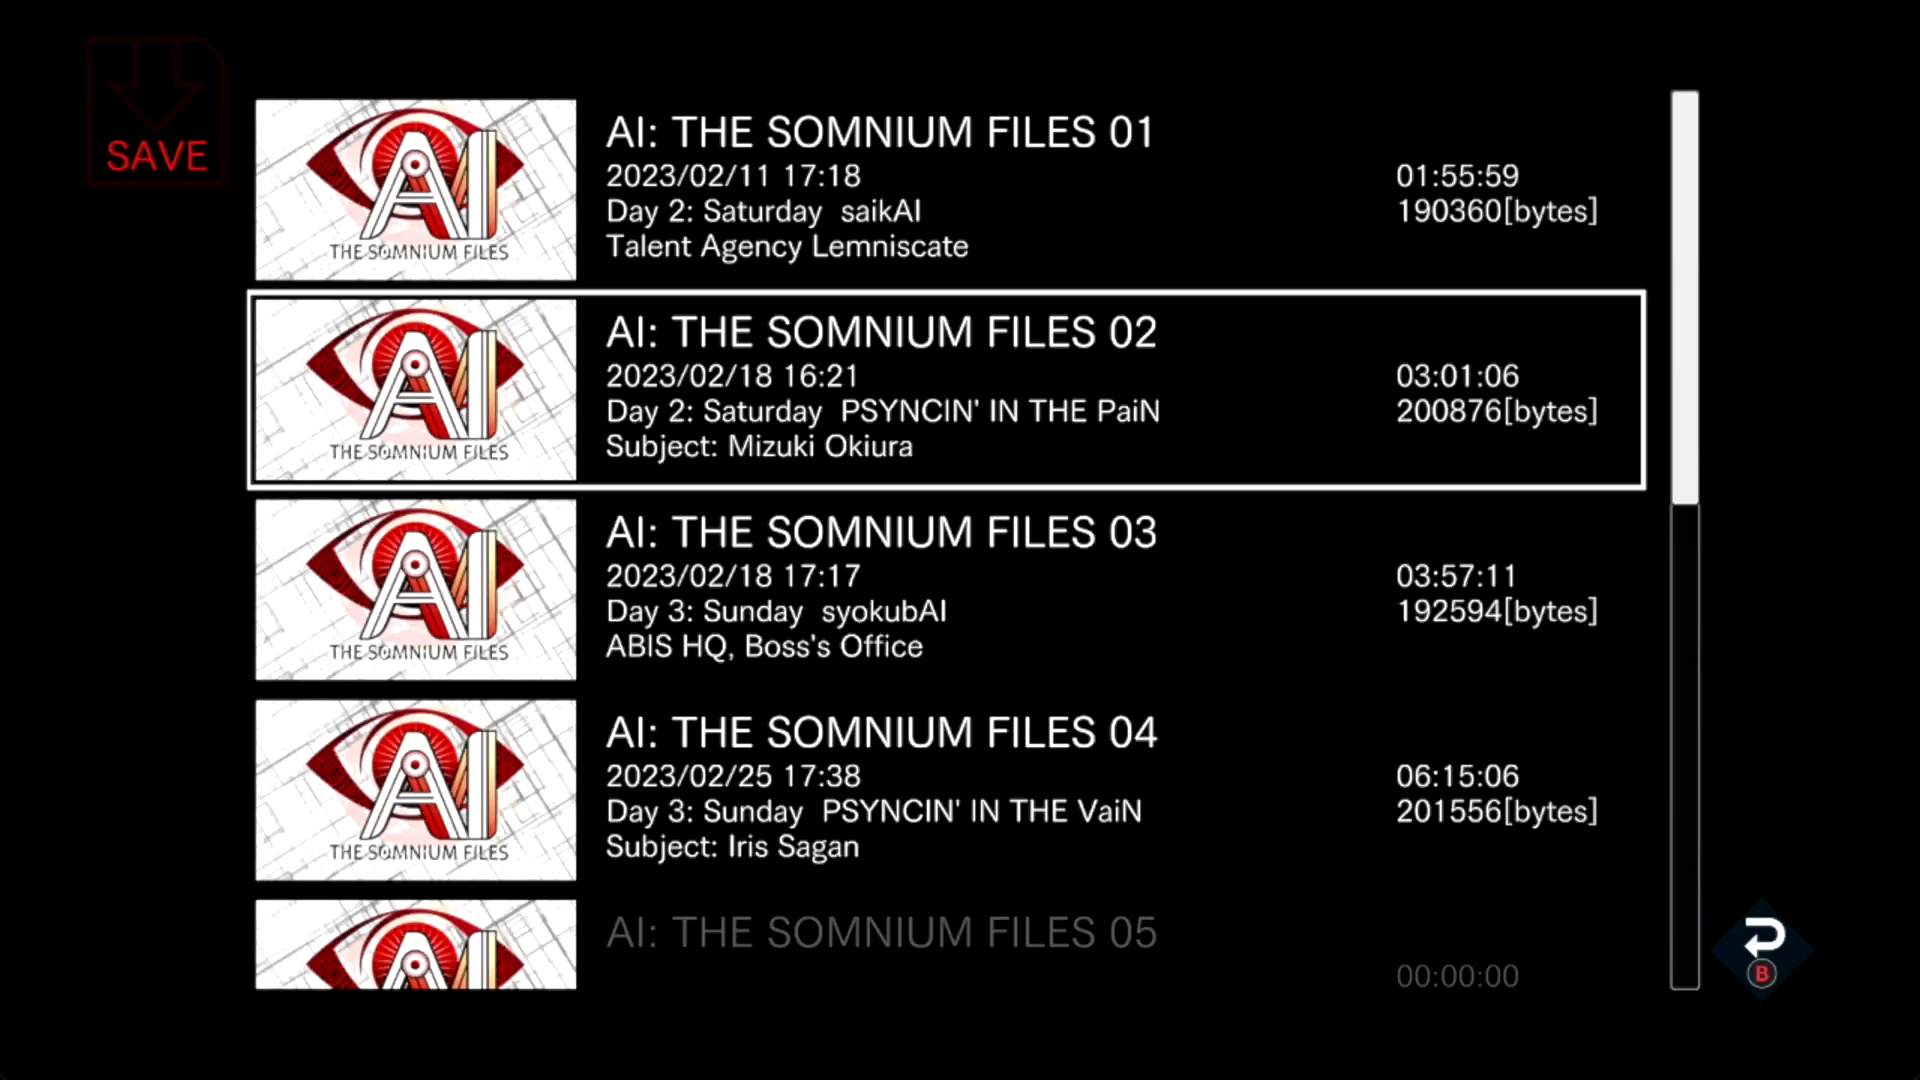 SAVE
AI
THE SOMNIUM FILES
AI: THE SOMNIUM FILES 01
2023/02/11 17:18
01:55:59
Day 2: Saturday saikAI
190360[bytes]
Talent Agency Lemniscate
AI
THE SOMNIUM FILES
AI: THE SOMNIUM FILES 02
2023/02/18 16:21
03:01:06
Day 2: Saturday PSYNCIN' IN THE PaiN
200876[bytes]
Subject: Mizuki Okiura
AI
THE SOMNIUM FILES
AI: THE SOMNIUM FILES 03
2023/02/18 17:17
03:57:11
Day 3: Sunday syokubAI
192594[bytes]
ABIS HQ, Boss's Office
AI
THE SOMNIUM FILES
AI: THE SOMNIUM FILES 04
2023/02/25 17:38
06:15:06
Day 3: Sunday PSYNCIN' IN THE VaiN
201556[bytes]
Subject: Iris Sagan
AI: THE SOMNIUM FILES 05
00:00:00
B